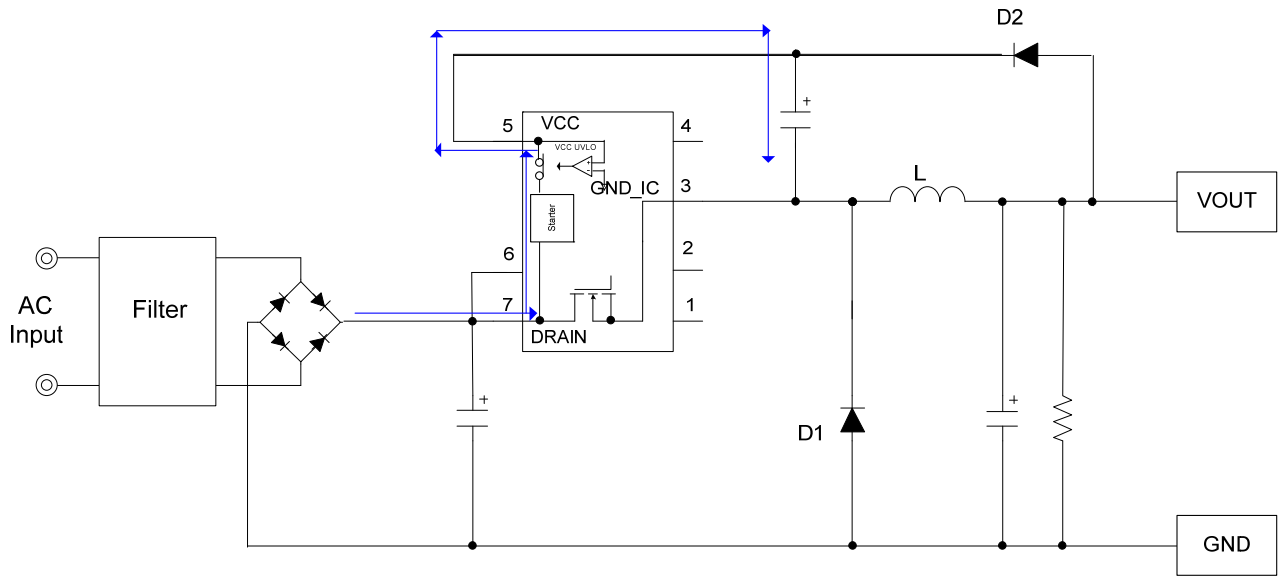 D2
+
5
VCC
4
VCC UVLO
+
-
GND_IC
3
L
VOUT
Starter
AC
Input
Filter
6
2
7
1
DRAIN
+
+
D1
GND